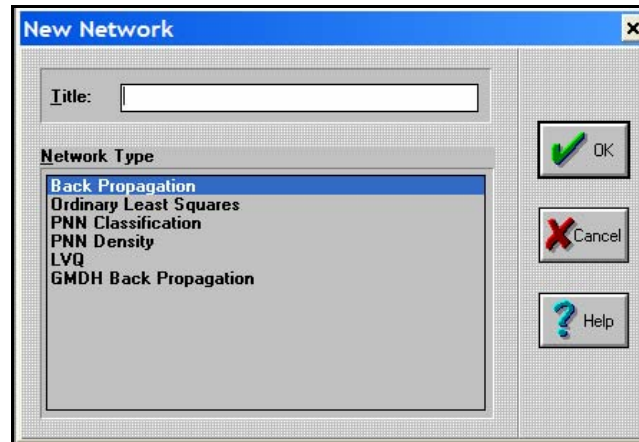 New Network
Title:
Network Type
Back Propagation
Ordinary Least Squares
PNN Classification
PNN Density
LVQ
GMDH Back Propagation
OK
Cancel
Help